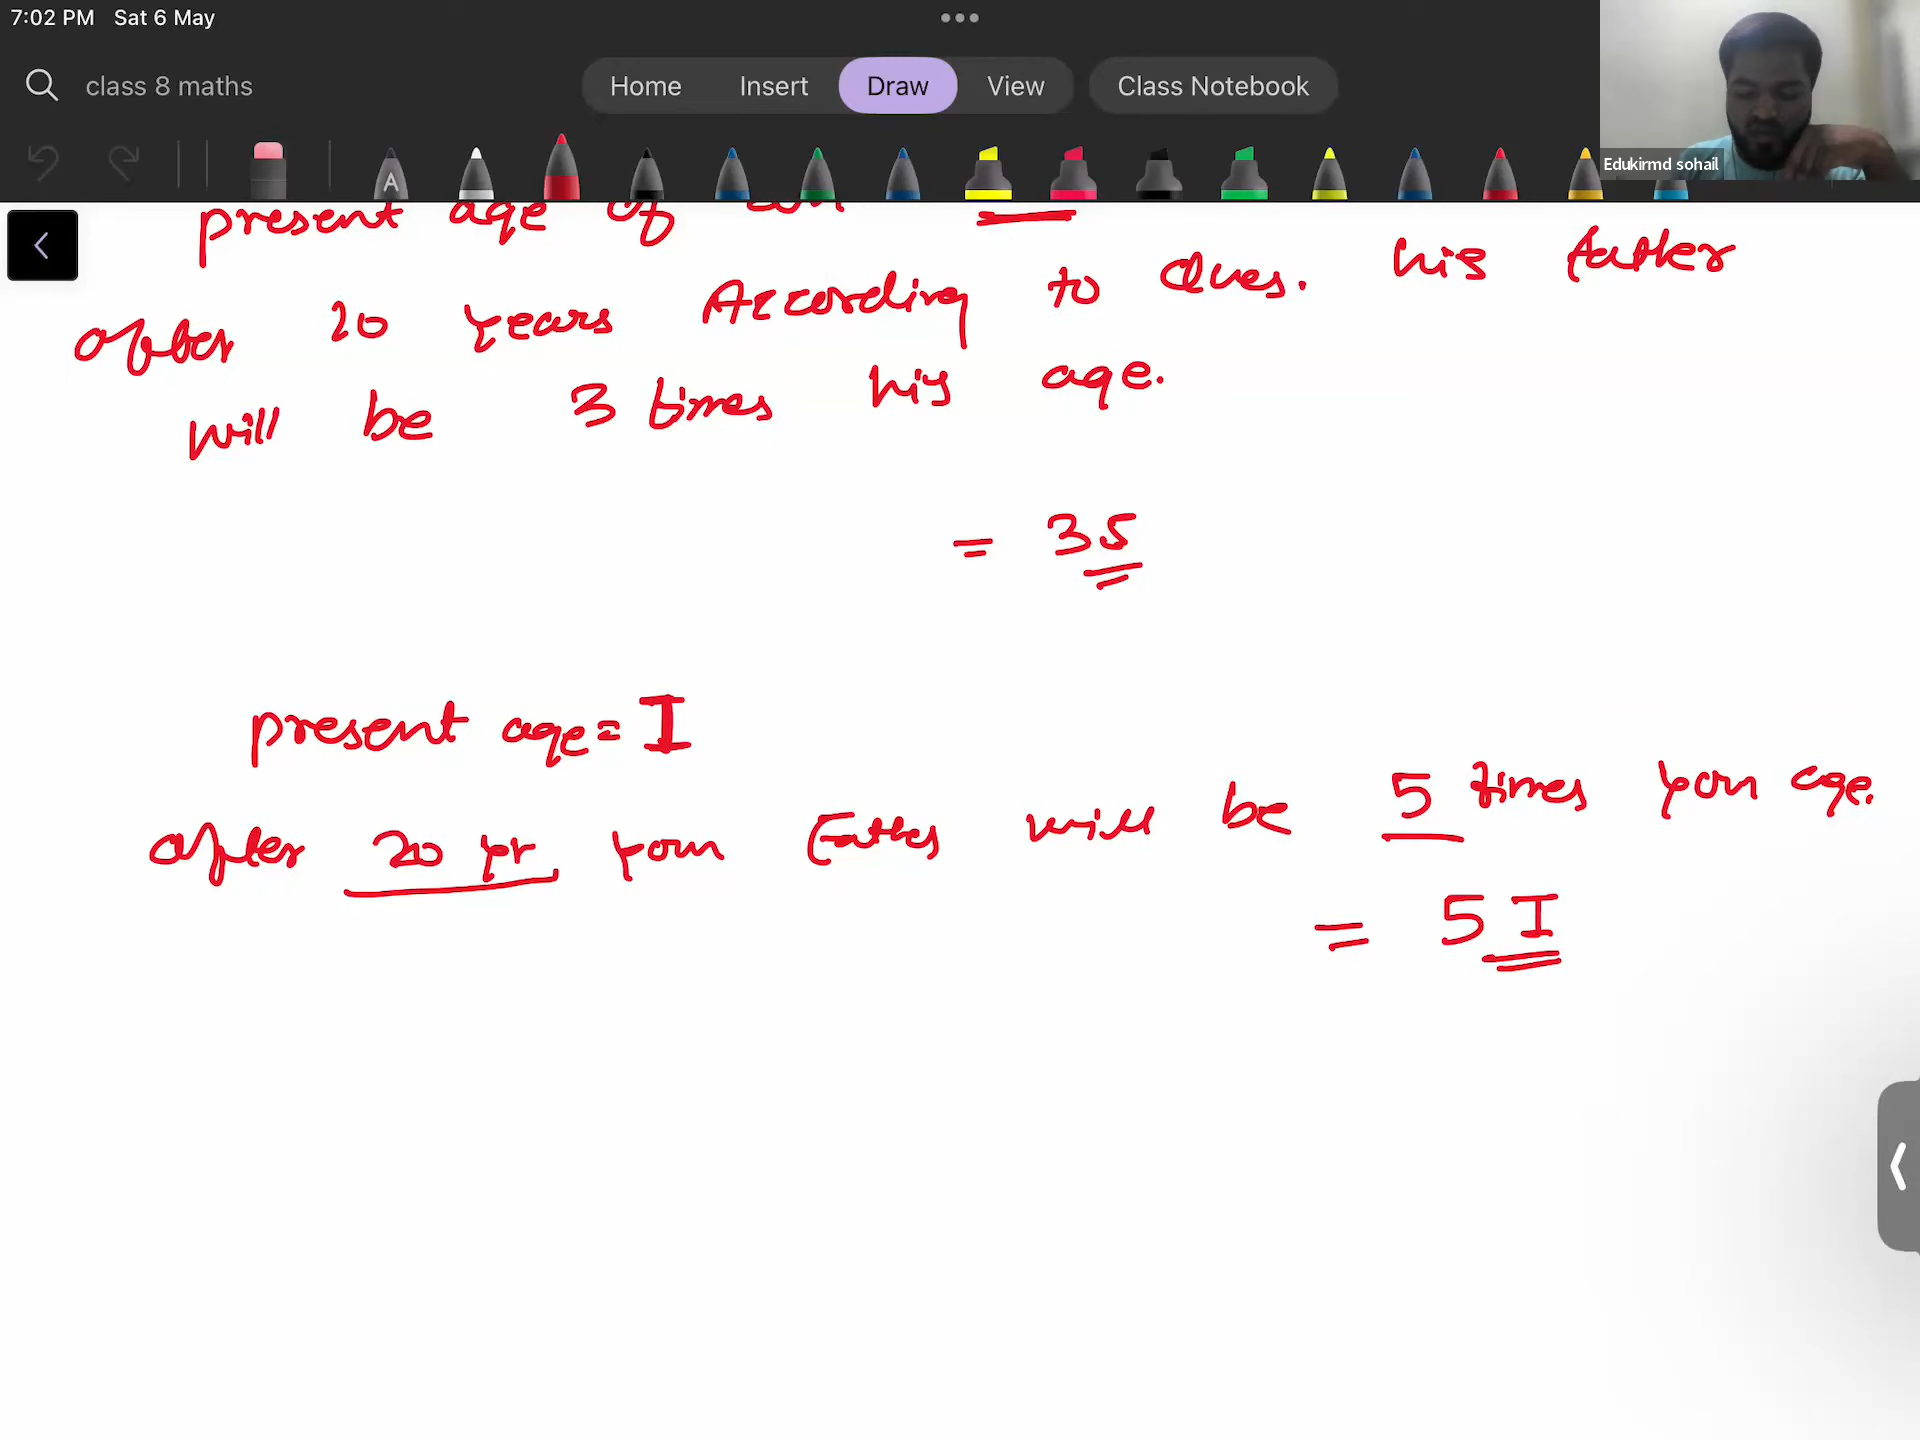 7:02 PM Sat 6 May
class 8 maths
Home Insert Draw View Class Notebook
A
Edukirmd sohail
present age of
after 20 years According to Ques. his father
will be 3 times his age.
= 3S
present age = I
after 20 yr your Father will be 5 times your age.
= 5 I